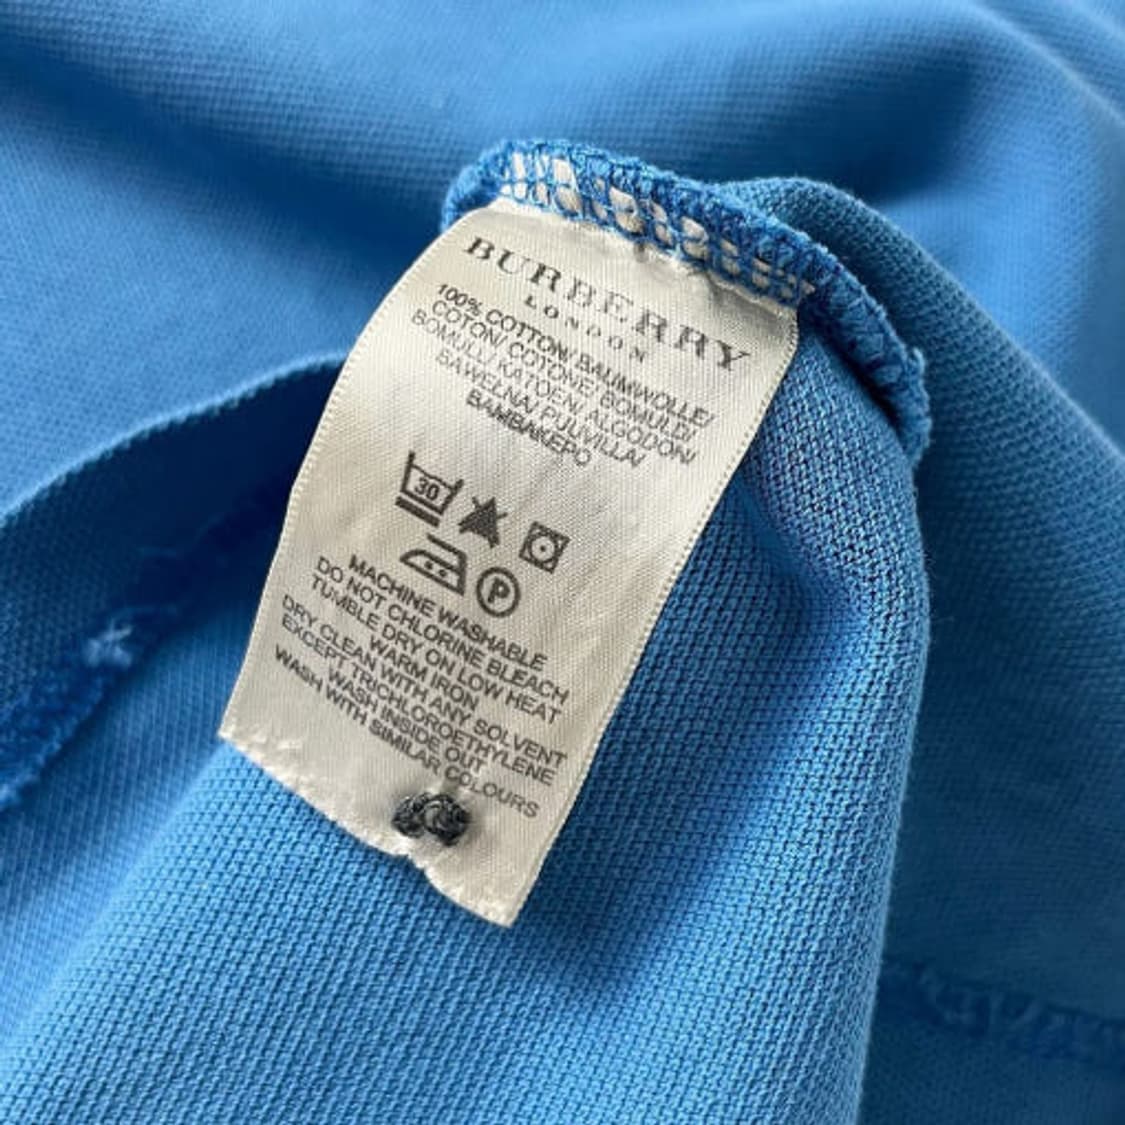 BURBERRY
LONDON
100% COTTON/ BAUMWOLLE/
COTON/ COTONE/ BOMULD/
BOMULL/ KATOEN/ ALGODON/
BAWEŁNA/ PUUVILLA/
ΒΑΜΒΑΚΕΡΟ
30
P
MACHINE WASHABLE
DO NOT CHLORINE BLEACH
TUMBLE DRY ON LOW HEAT
WARM IRON
DRY CLEAN WITH ANY SOLVENT
EXCEPT TRICHLOROETHYLENE
WASH INSIDE OUT
WASH WITH SIMILAR COLOURS